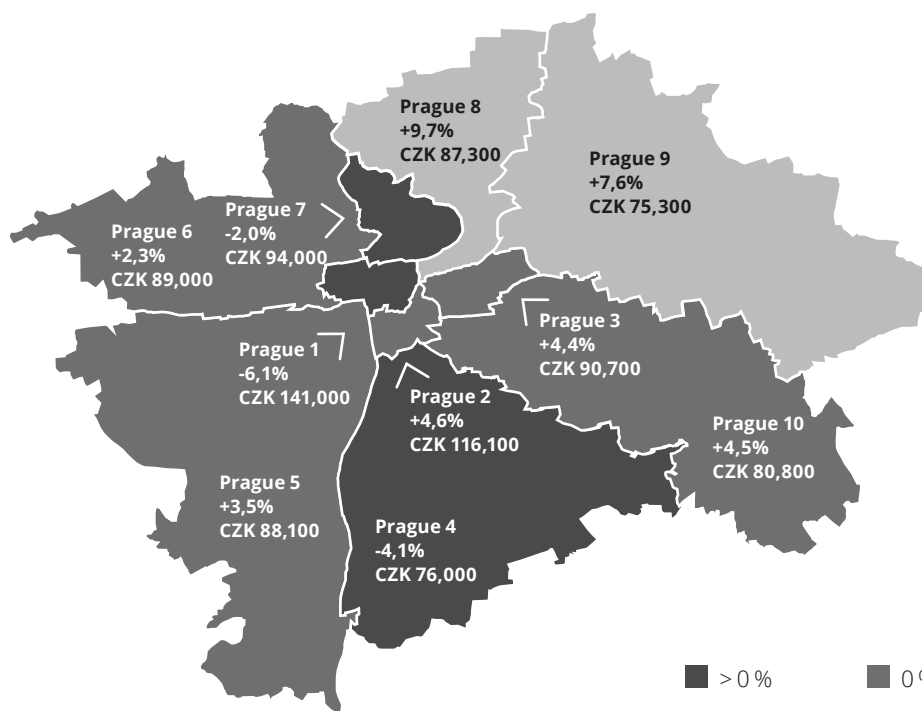 Prague 8
+9,7%
CZK 87,300
Prague 9
+7,6%
CZK 75,300
Prague 7
-2,0%
CZK 94,000
Prague 6
+2,3%
CZK 89,000
Prague 3
+4,4%
CZK 90,700
Prague 1
-6,1%
CZK 141,000
Prague 2
+4,6%
CZK 116,100
Prague 10
+4,5%
CZK 80,800
Prague 5
+3,5%
CZK 88,100
Prague 4
-4,1%
CZK 76,000
> 0 %
0